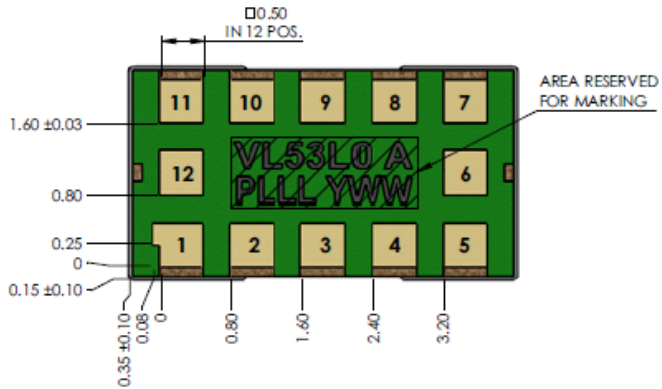 □0.50
IN 12 POS.
AREA RESERVED
FOR MARKING
11 10 9 8 7
1.60 ±0.03
VL53L0 A
12 6
PLLL YWW
0.80
0.25
1 2 3 4 5
0
0.15 ±0.10
0.35 ±0.10
0.08
0
0.80
1.60
2.40
3.20